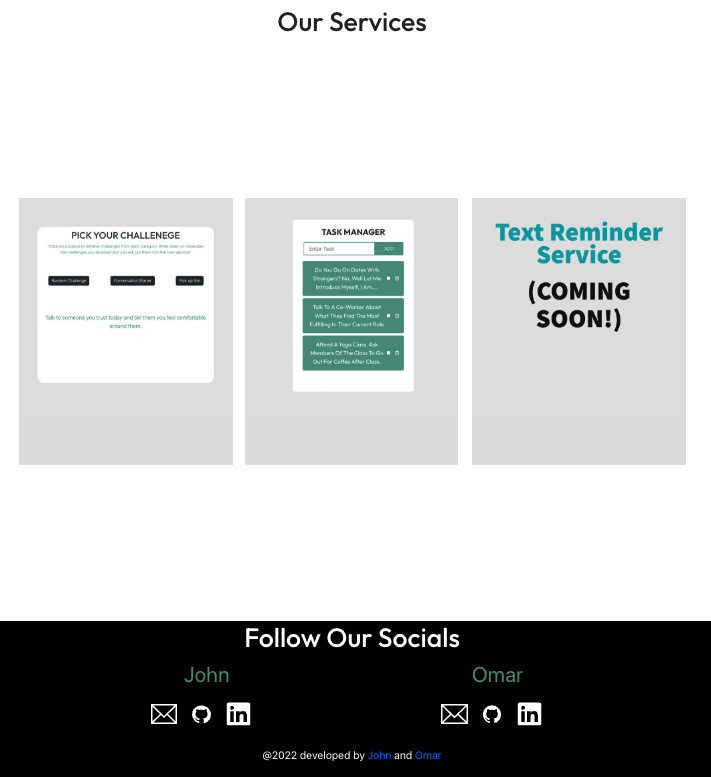 Our Services
PICK YOUR CHALLENEGE
*Click on a button to retrieve challenges from each category. Write down or remember
the challenges you received and you will put them into the next service*
Random Challenge
Conversation Starter
Pick up line
Talk to someone you trust today and tell them you feel comfortable
around them.
TASK MANAGER
Enter Task
ADD
Do You Go On Dates With
Strangers? No, Well Let Me
Introduce Myself, I Am....
Talk To A Co-Worker About
What They Find The Most
Fulfilling In Their Current Role
Attend A Yoga Class. Ask
Members Of The Class To Go
Out For Coffee After Class.
Text Reminder
Service
(COMING
SOON!)
Follow Our Socials
John
Omar
in
in
@2022 developed by John and Omar